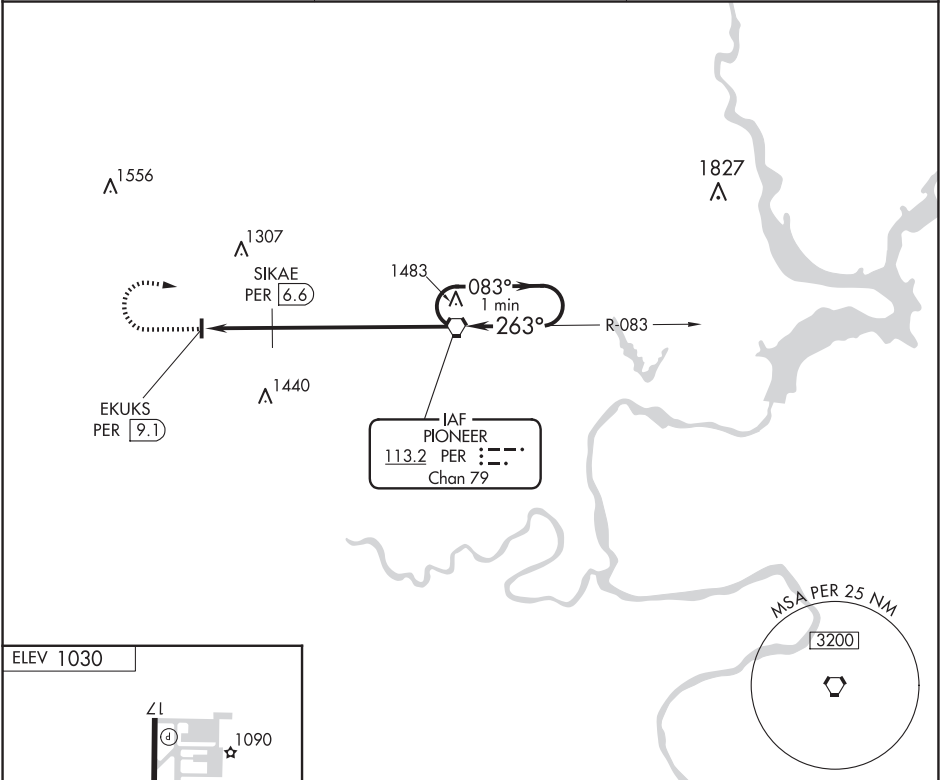 1827
1556
1307
SIKAE
PER 6.6
1483
083°
1 min
263°
R-083
1440
EKUKS
PER 9.1
IAF
PIONEER
113.2 PER
Chan 79
MSA PER 25 NM
3200
ELEV 1030
17
P
1090